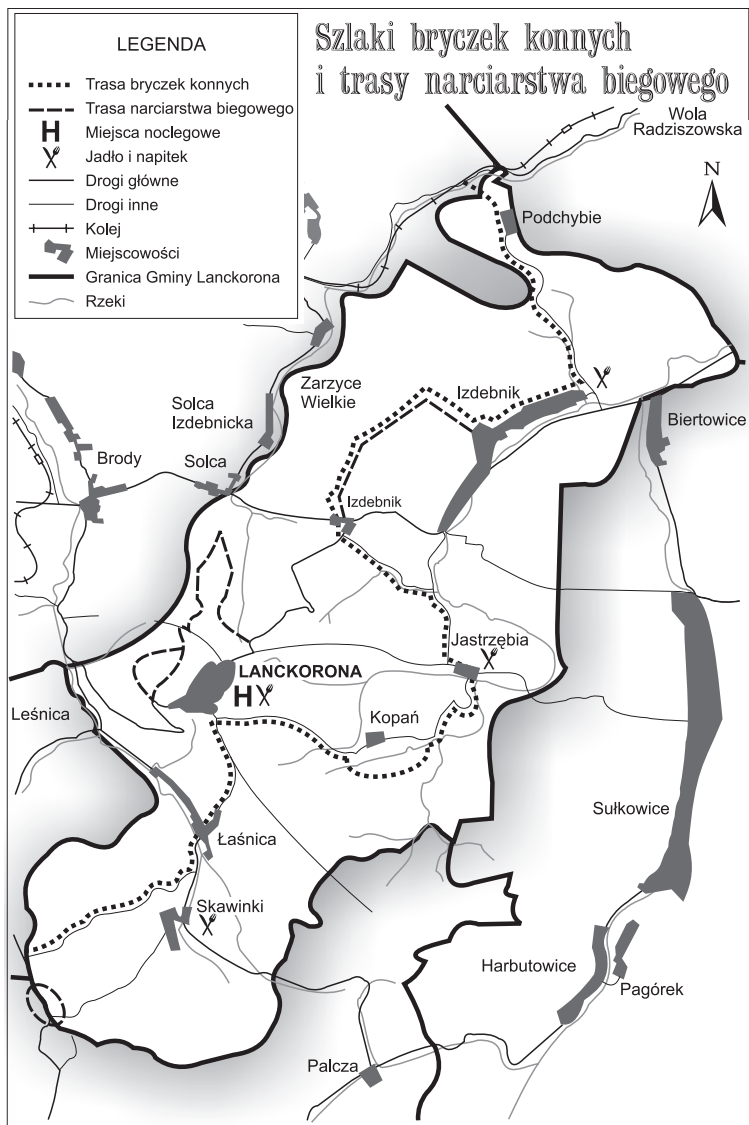 Szlaki bryczek konnych
i trasy narciarstwa biegowego
LEGENDA
Trasa bryczek konnych
Trasa narciarstwa biegowego
H Miejsca noclegowe
Jadło i napitek
Drogi główne
Drogi inne
Kolej
Miejscowości
Granica Gminy Lanckorona
Rzeki
Wola
Radziszowska
N
Podchybie
Zarzyce
Wielkie
Izdebnik
Solca
Izdebnicka
Biertowice
Brody
Solca
Izdebnik
Jastrzębia
LANCKORONA
H
Leśnica
Kopań
Sułkowice
Łaśnica
Skawinki
Harbutowice
Pagórek
Palcza